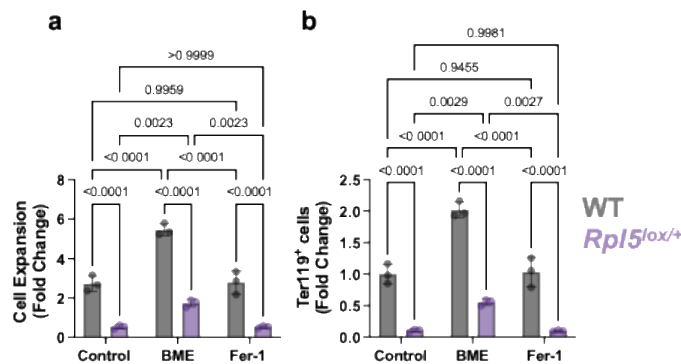 a
>0.9999
0.9959
0.0023 0.0023
<0.0001 <0.0001
<0.0001 <0.0001 <0.0001
8
6
4
2
0
Cell Expansion
(Fold Change)
Control BME Fer-1
b
0.9981
0.9455
0.0029 0.0027
<0.0001 <0.0001
<0.0001 <0.0001 <0.0001
2.5
2.0
1.5
1.0
0.5
0.0
Ter119+ cells
(Fold Change)
Control BME Fer-1
WT
Rpl5lox/+